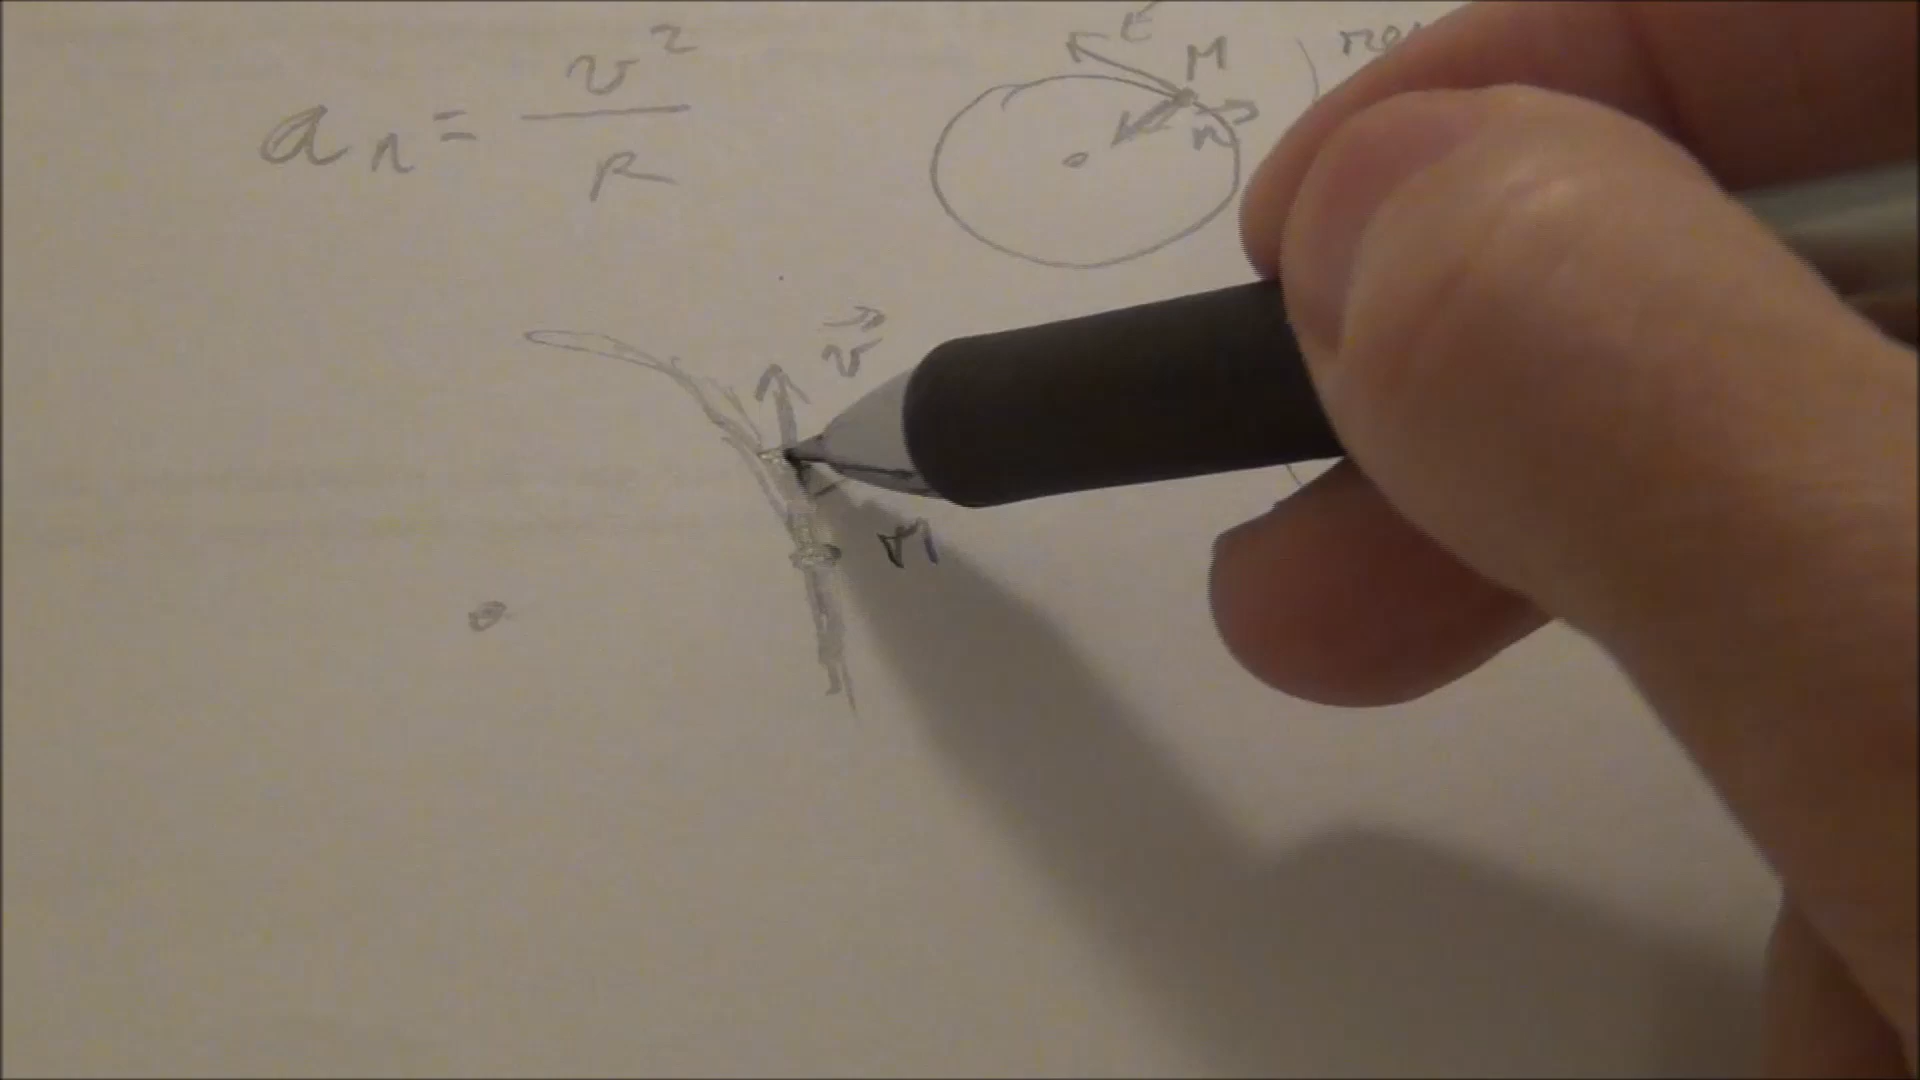 aₙ = v² / R
t
M
n
v⃗